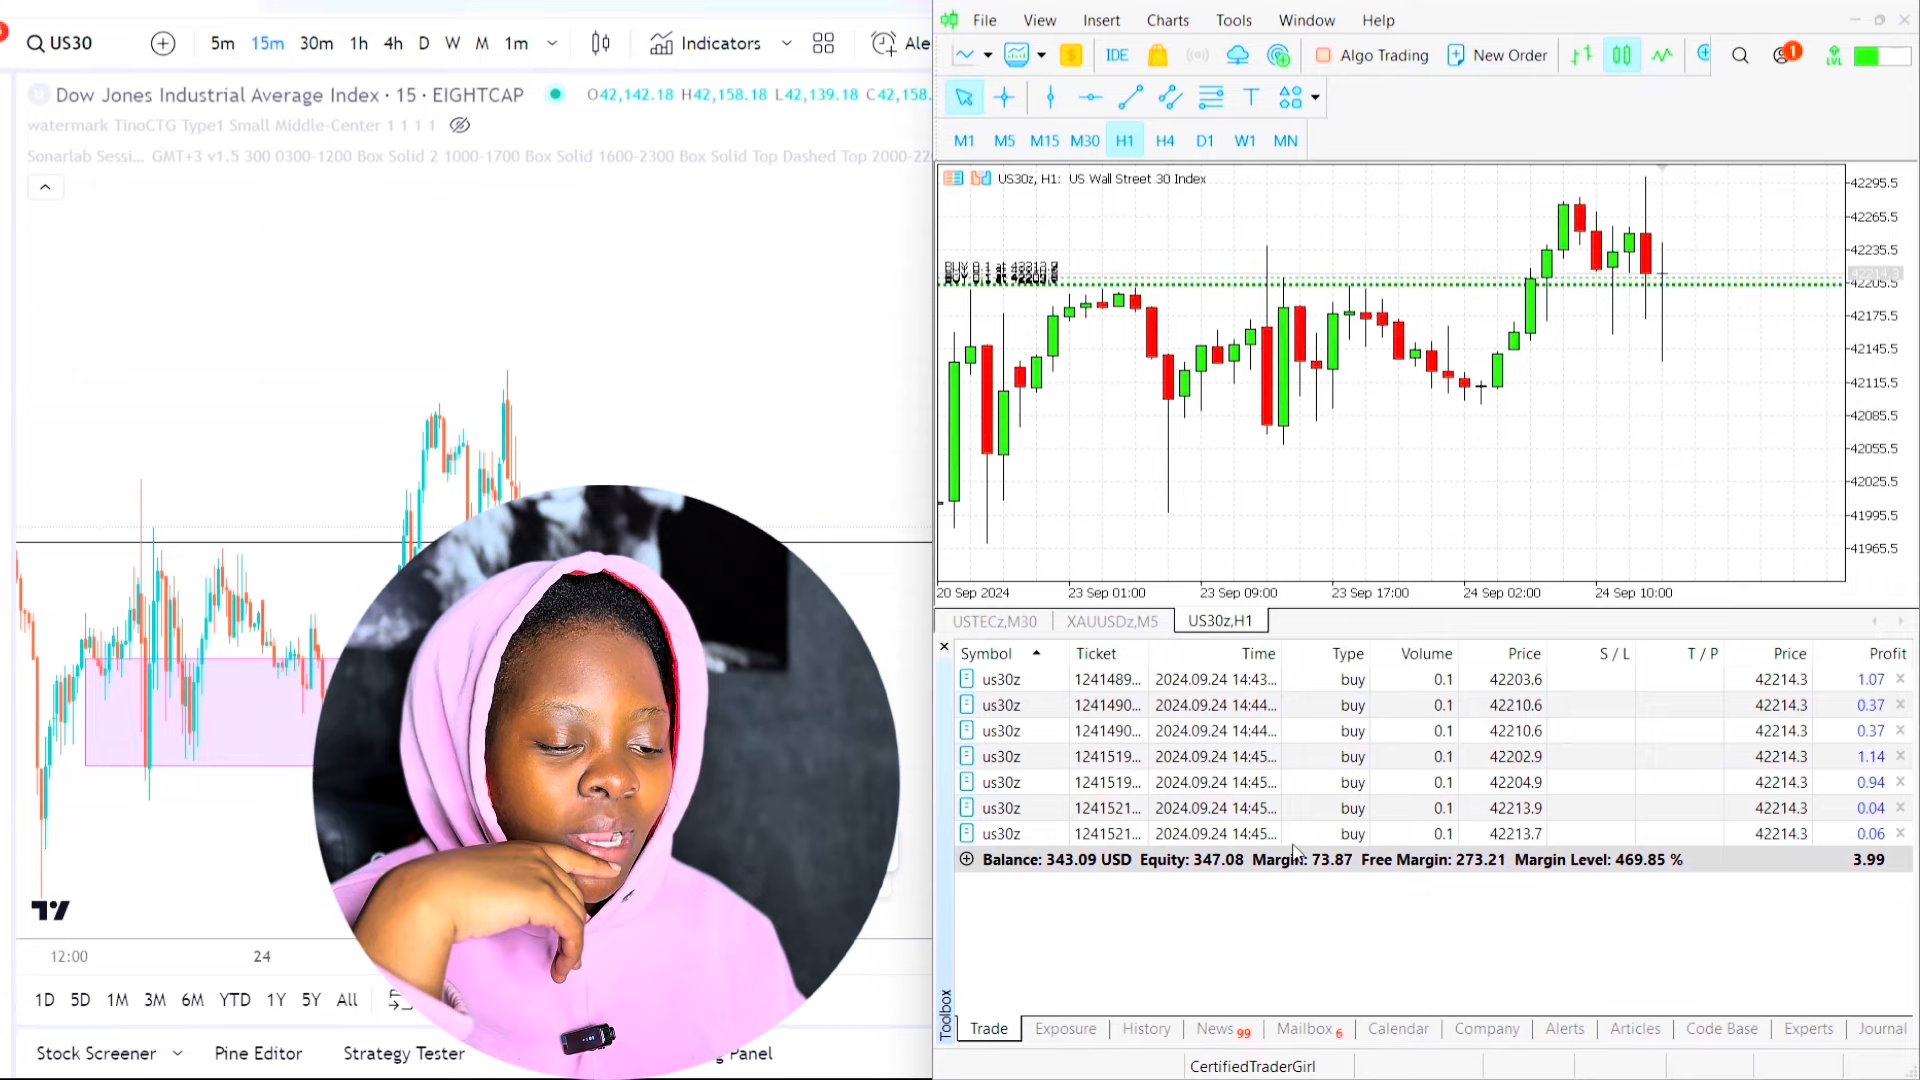 US30 5m 15m 30m 1h 4h D W M 1m Indicators Ale
Dow Jones Industrial Average Index · 15 · EIGHTCAP O42,142.18 H42,158.18 L42,139.18 C42,158.
watermark TinoCTG Type1 Small Middle-Center 1 1 1 1
Sonarlab Sessi... GMT+3 v1.5 300 0300-1200 Box Solid 2 1000-1700 Box Solid 1600-2300 Box Solid Top Dashed Top 2000-22
12:00 24
1D 5D 1M 3M 6M YTD 1Y 5Y All
Stock Screener Pine Editor Strategy Tester Panel
File View Insert Charts Tools Window Help
IDE Algo Trading New Order 1 LVL
T
M1 M5 M15 M30 H1 H4 D1 W1 MN
US30z, H1: US Wall Street 30 Index
42295.5
42265.5
42235.5
42214.3
42205.5
42175.5
42145.5
42115.5
42085.5
42055.5
42025.5
41995.5
41965.5
20 Sep 2024 23 Sep 01:00 23 Sep 09:00 23 Sep 17:00 24 Sep 02:00 24 Sep 10:00
USTECz,M30 XAUUSDz,M5 US30z,H1
Symbol Ticket Time Type Volume Price S / L T / P Price Profit
us30z 1241489... 2024.09.24 14:43... buy 0.1 42203.6 42214.3 1.07
us30z 1241490... 2024.09.24 14:44... buy 0.1 42210.6 42214.3 0.37
us30z 1241490... 2024.09.24 14:44... buy 0.1 42210.6 42214.3 0.37
us30z 1241519... 2024.09.24 14:45... buy 0.1 42202.9 42214.3 1.14
us30z 1241519... 2024.09.24 14:45... buy 0.1 42204.9 42214.3 0.94
us30z 1241521... 2024.09.24 14:45... buy 0.1 42213.9 42214.3 0.04
us30z 1241521... 2024.09.24 14:45... buy 0.1 42213.7 42214.3 0.06
Balance: 343.09 USD Equity: 347.08 Margin: 73.87 Free Margin: 273.21 Margin Level: 469.85 % 3.99
Toolbox
Trade Exposure History News 99 Mailbox 6 Calendar Company Alerts Articles Code Base Experts Journal
CertifiedTraderGirl